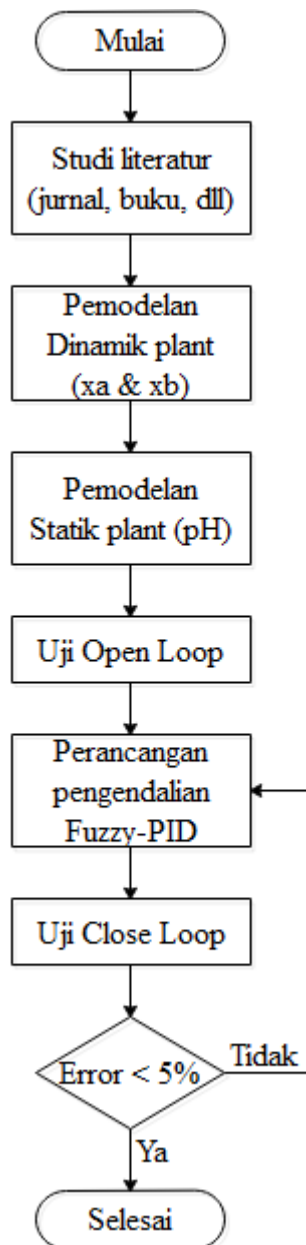 Mulai
Studi literatur
(jurnal, buku, dll)
Pemodelan
Dinamik plant
(xa & xb)
Pemodelan
Statik plant (pH)
Uji Open Loop
Perancangan
pengendalian
Fuzzy-PID
Uji Close Loop
Error < 5%
Tidak
Ya
Selesai